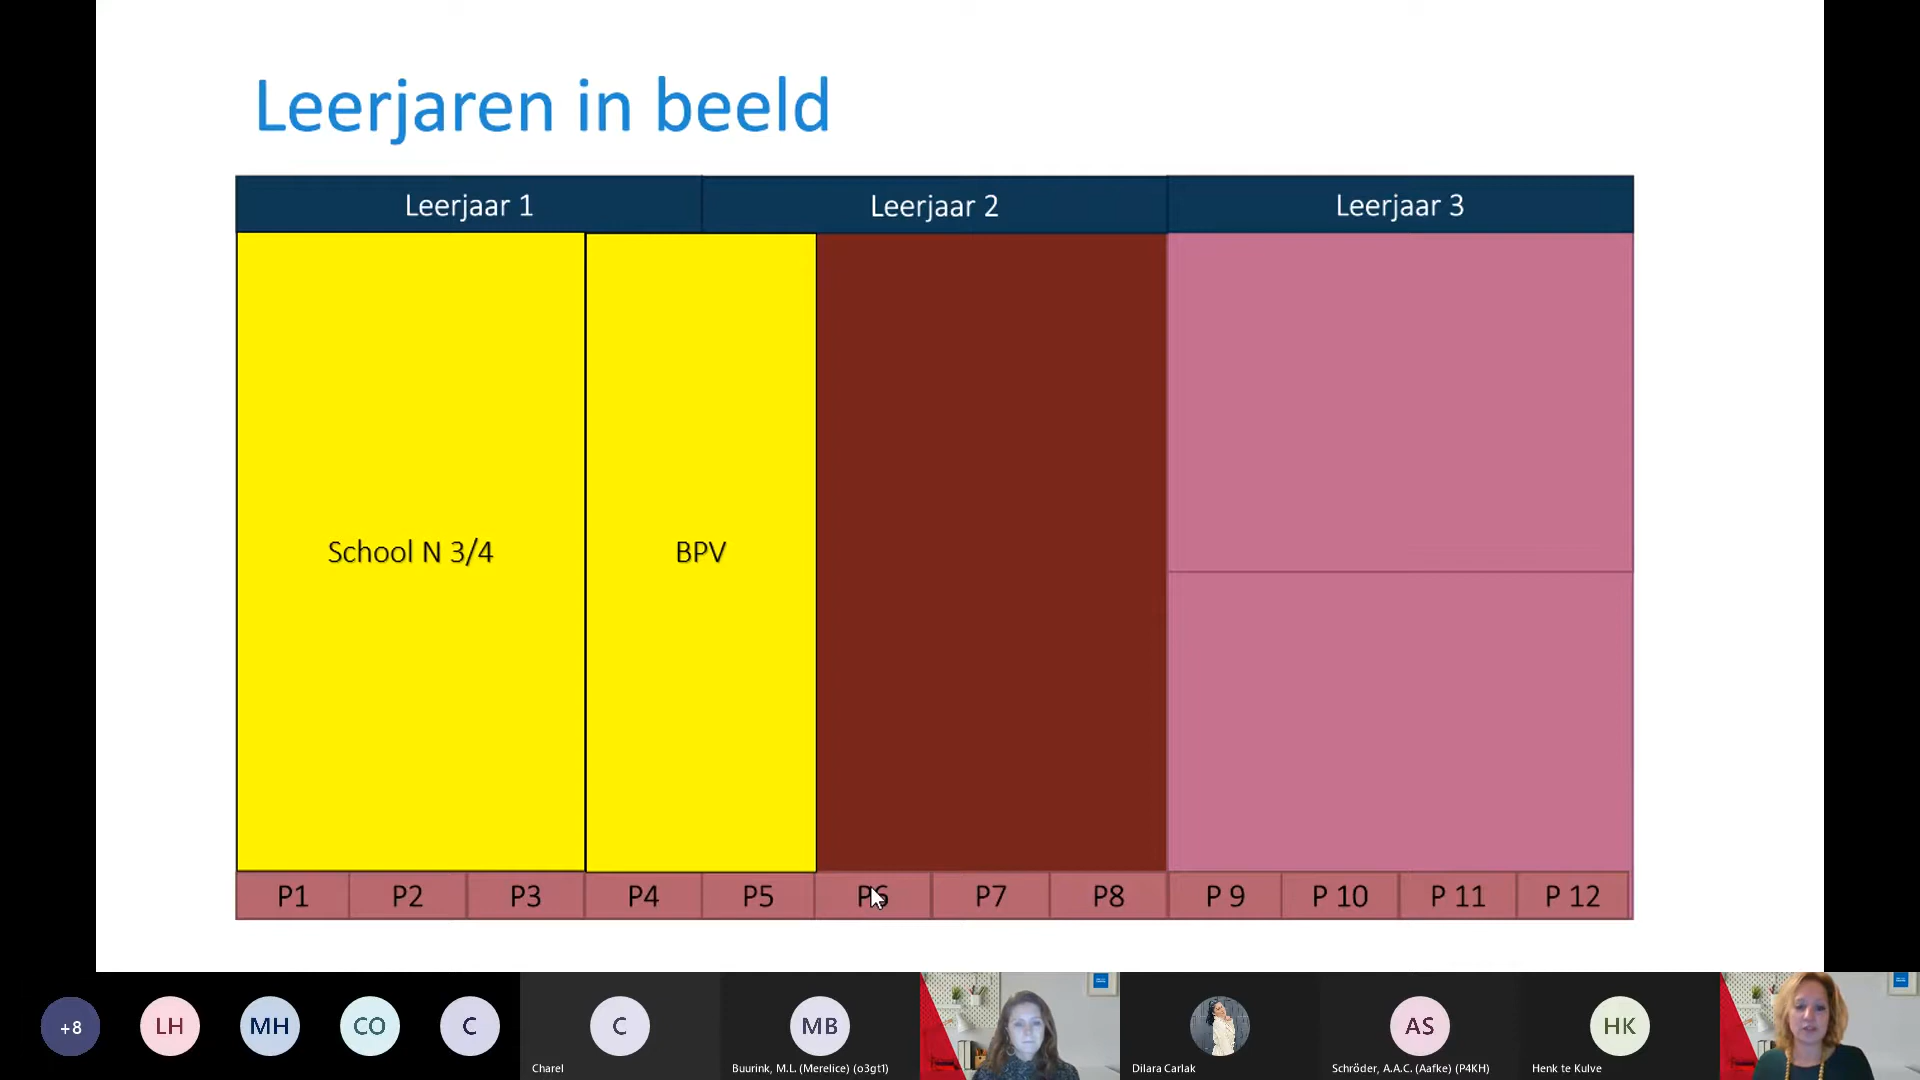 Leerjaren in beeld
Leerjaar 1 Leerjaar 2 Leerjaar 3
School N 3/4 BPV
P1 P2 P3 P4 P5 P6 P7 P8 P 9 P 10 P 11 P 12
+8 LH MH CO C C MB AS HK
Charel Buurink, M.L. (Merelice) (o3gt1) Dilara Carlak Schröder, A.A.C. (Aafke) (P4KH) Henk te Kulve